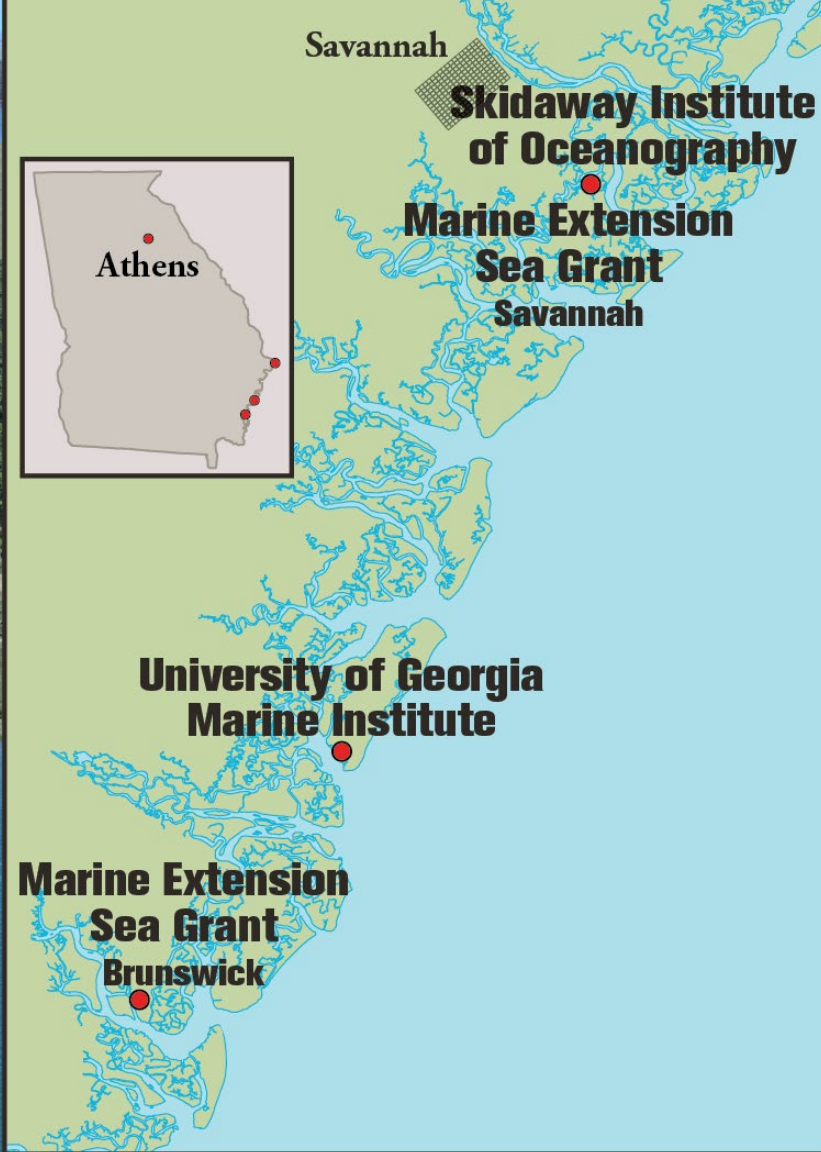 Savannah
Skidaway Institute
of Oceanography
Marine Extension
Sea Grant
Savannah
Athens
University of Georgia
Marine Institute
Marine Extension
Sea Grant
Brunswick